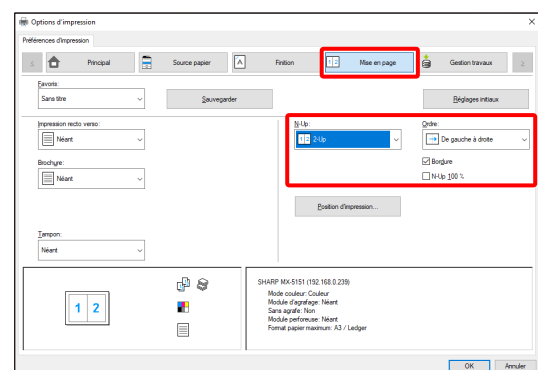 Options d'impression
Préférences d'impression
Principal
Source papier
Finition
Mise en page
Gestion travaux
Favoris:
Sans titre
Sauvegarder
Réglages initiaux
Impression recto verso:
Néant
N-Up:
2-Up
Ordre:
De gauche à droite
Brochure:
Néant
Bordure
N-Up 100 %
Position d'impression...
Tampon:
Néant
1 2
SHARP MX-5151 (192.168.0.239)
Mode couleur: Couleur
Module d'agrafage: Néant
Sans agrafe: Non
Module perforeuse: Néant
Format papier maximum: A3 / Ledger
OK
Annuler